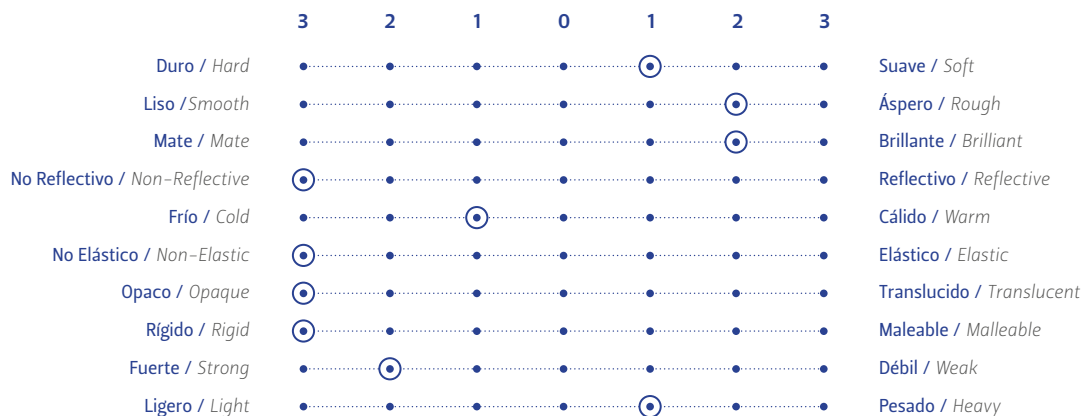 3 2 1 0 1 2 3
Duro / Hard Suave / Soft
Liso /Smooth Áspero / Rough
Mate / Mate Brillante / Brilliant
No Reflectivo / Non-Reflective Reflectivo / Reflective
Frío / Cold Cálido / Warm
No Elástico / Non-Elastic Elástico / Elastic
Opaco / Opaque Translucido / Translucent
Rígido / Rigid Maleable / Malleable
Fuerte / Strong Débil / Weak
Ligero / Light Pesado / Heavy